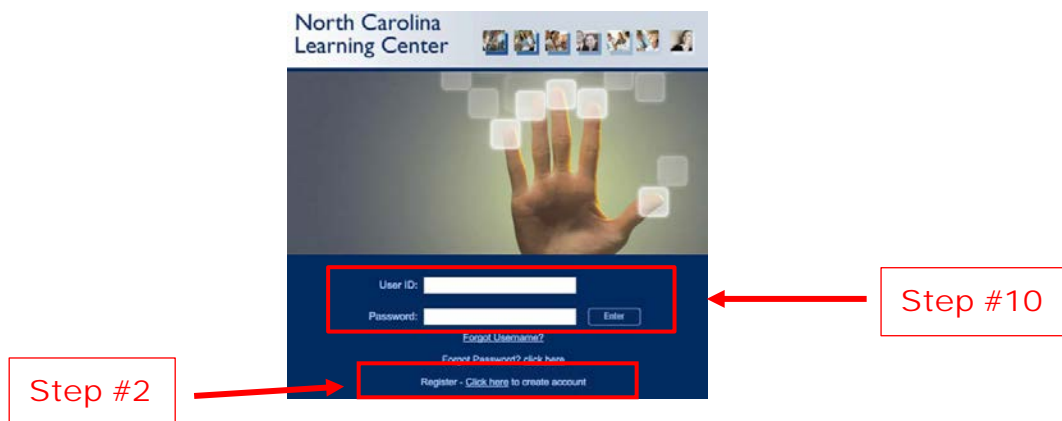 North Carolina
Learning Center
User ID:
Step #10
Password:
Enter
Forgot Username?
Forgot Password? click here
Register - Click here to create account
Step #2